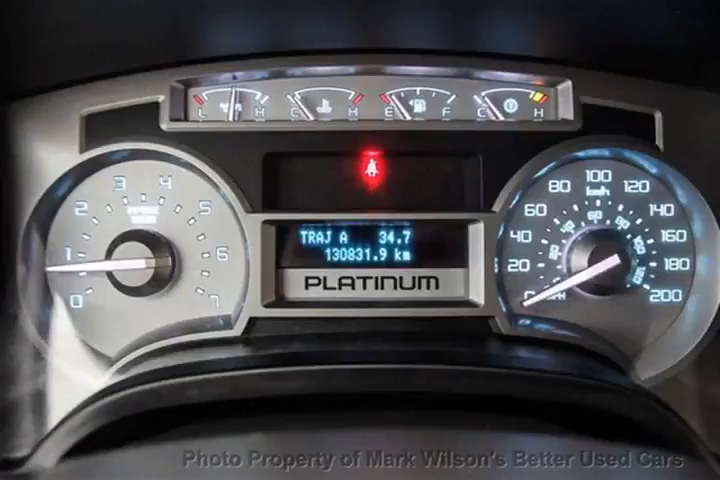 L H C H E F C H
0 1 2 3 4 5 6 7
TRAJ A 34.7
130831.9 km
PLATINUM
20 40 60 80 100 120 140 160 180 200
km/h
Photo Property of Mark Wilson's Better Used Cars